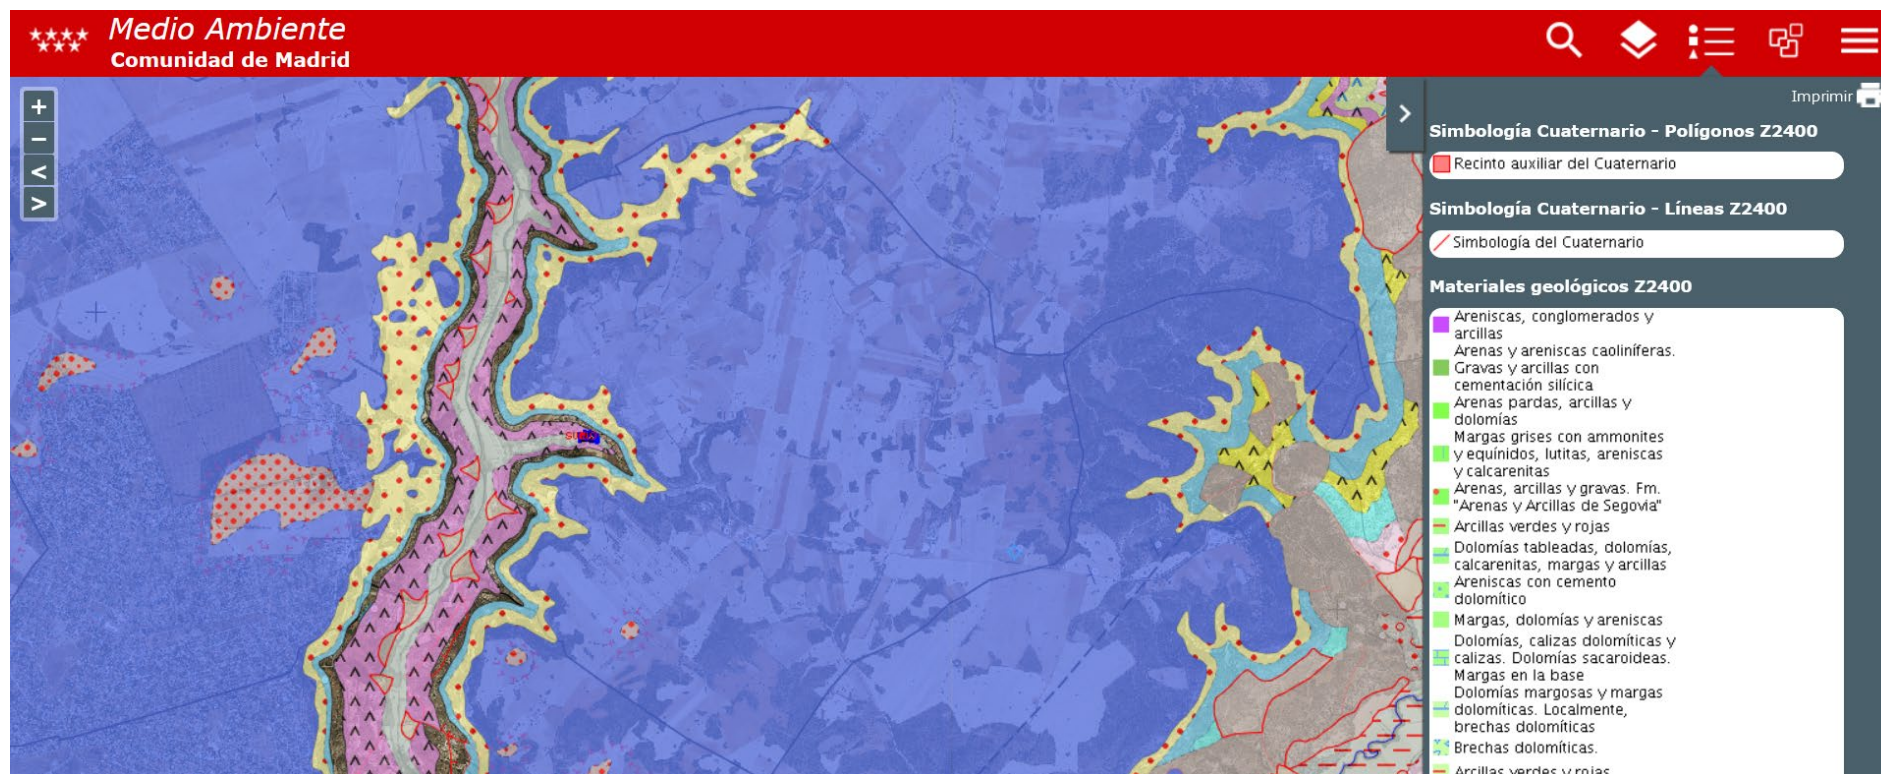 Medio Ambiente
Comunidad de Madrid
+
−
<
>
>
Imprimir
Simbología Cuaternario - Polígonos Z2400
Recinto auxiliar del Cuaternario
Simbología Cuaternario - Líneas Z2400
Simbología del Cuaternario
Materiales geológicos Z2400
Areniscas, conglomerados y
arcillas
Arenas y areniscas caoliníferas.
Gravas y arcillas con
cementación silícica
Arenas pardas, arcillas y
dolomías
Margas grises con ammonites
y equínidos, lutitas, areniscas
y calcarenitas
Arenas, arcillas y gravas. Fm.
"Arenas y Arcillas de Segovia"
Arcillas verdes y rojas
Dolomías tableadas, dolomías,
calcarenitas, margas y arcillas
Areniscas con cemento
dolomítico
Margas, dolomías y areniscas
Dolomías, calizas dolomíticas y
calizas. Dolomías sacaroideas.
Margas en la base
Dolomías margosas y margas
dolomíticas. Localmente,
brechas dolomíticas
Brechas dolomíticas.
Arcillas verdes y rojas